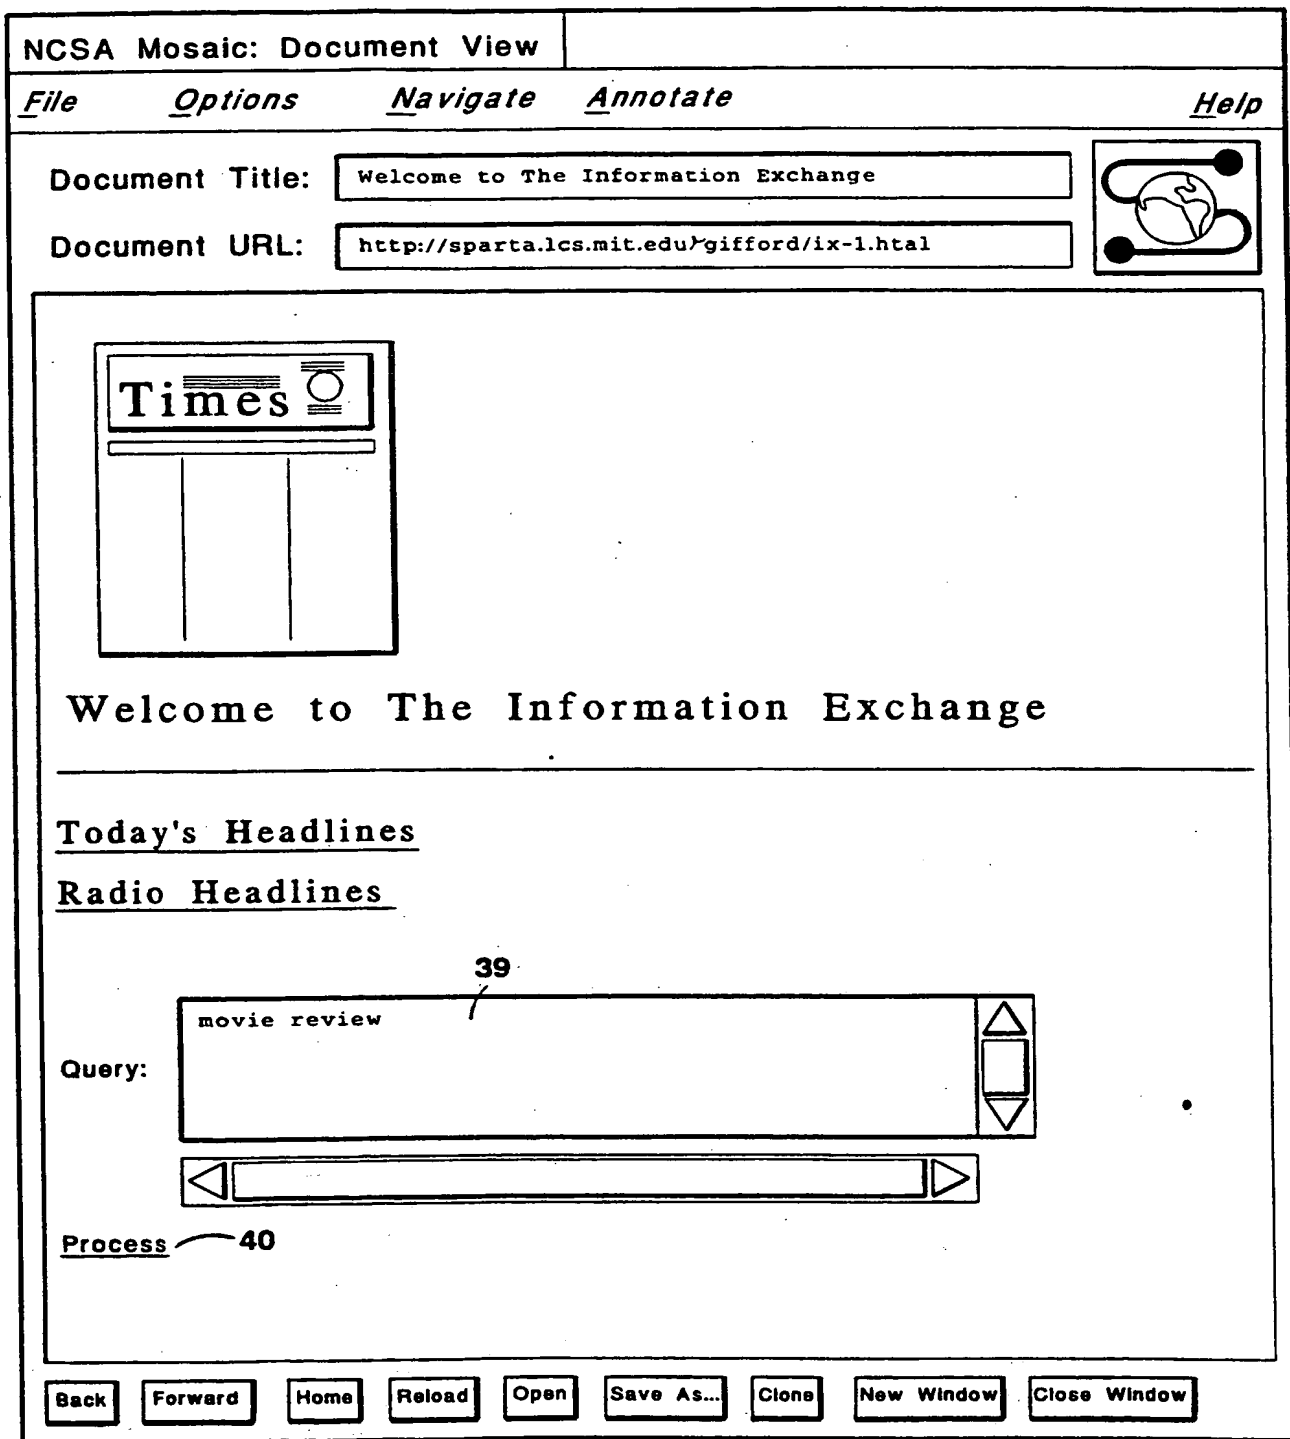 NCSA Mosaic: Document View
File Options Navigate Annotate Help
Document Title: Welcome to The Information Exchange
Document URL: http://sparta.lcs.mit.edu/~gifford/ix-1.htal
Times
Welcome to The Information Exchange
Today's Headlines
Radio Headlines
39
movie review
Query:
Process 40
Back Forward Home Reload Open Save As... Clone New Window Close Window